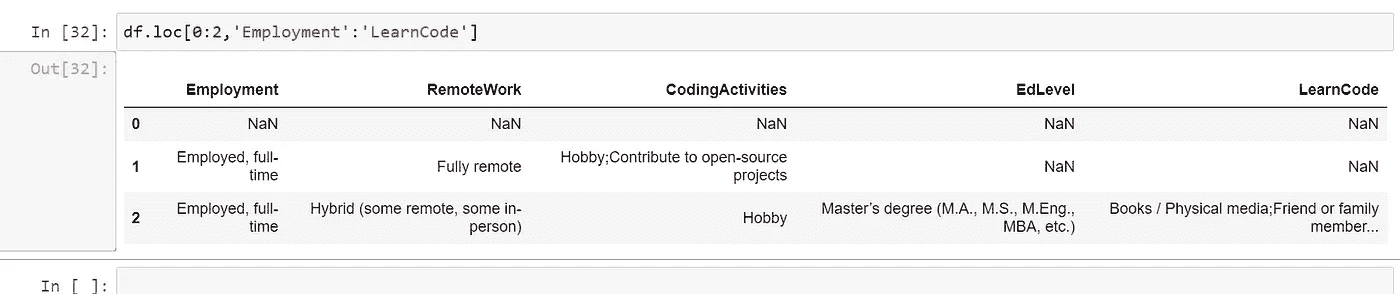 In [32]: df.loc[0:2,'Employment':'LearnCode']
Out[32]:
Employment RemoteWork CodingActivities EdLevel LearnCode
0 NaN NaN NaN NaN NaN
1 Employed, full- Fully remote Hobby;Contribute to open-source NaN NaN
time projects
2 Employed, full- Hybrid (some remote, some in- Hobby Master’s degree (M.A., M.S., M.Eng., Books / Physical media;Friend or family
time person) MBA, etc.) member...
In [ ]: